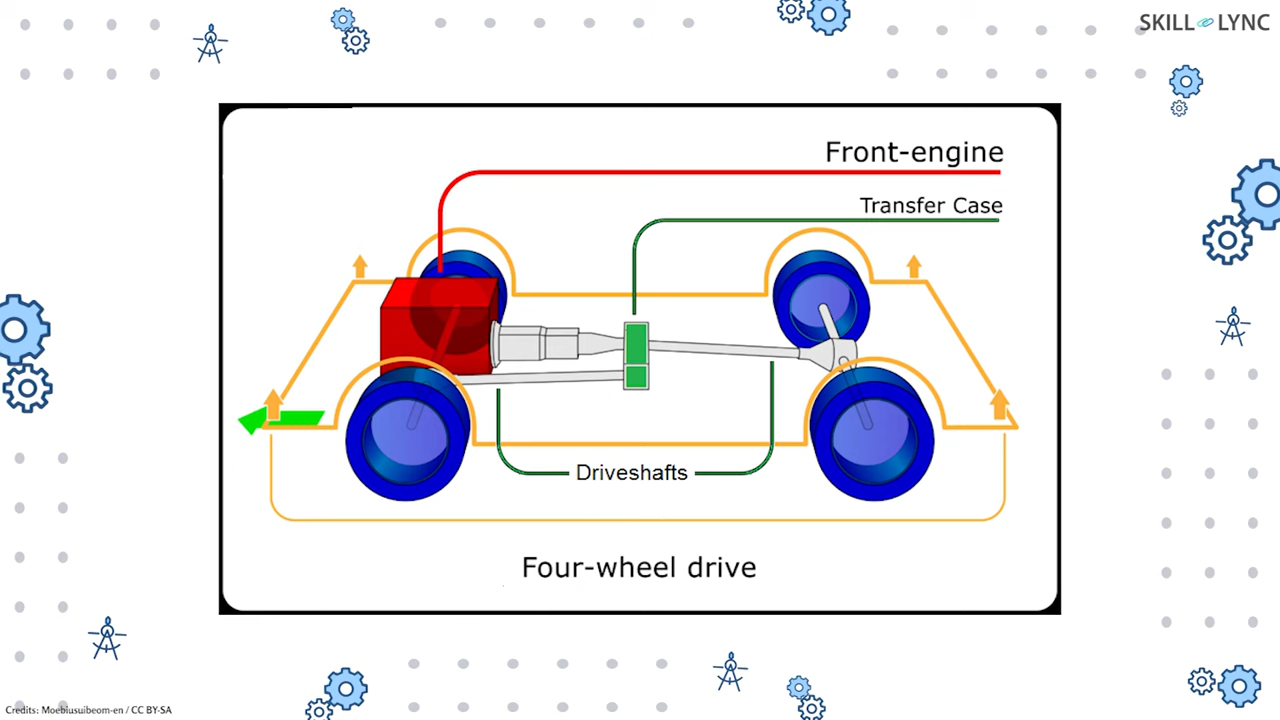 SKILL LYNC
Front-engine
Transfer Case
Driveshafts
Four-wheel drive
Credits: Moebiusuibeom-en / CC BY-SA